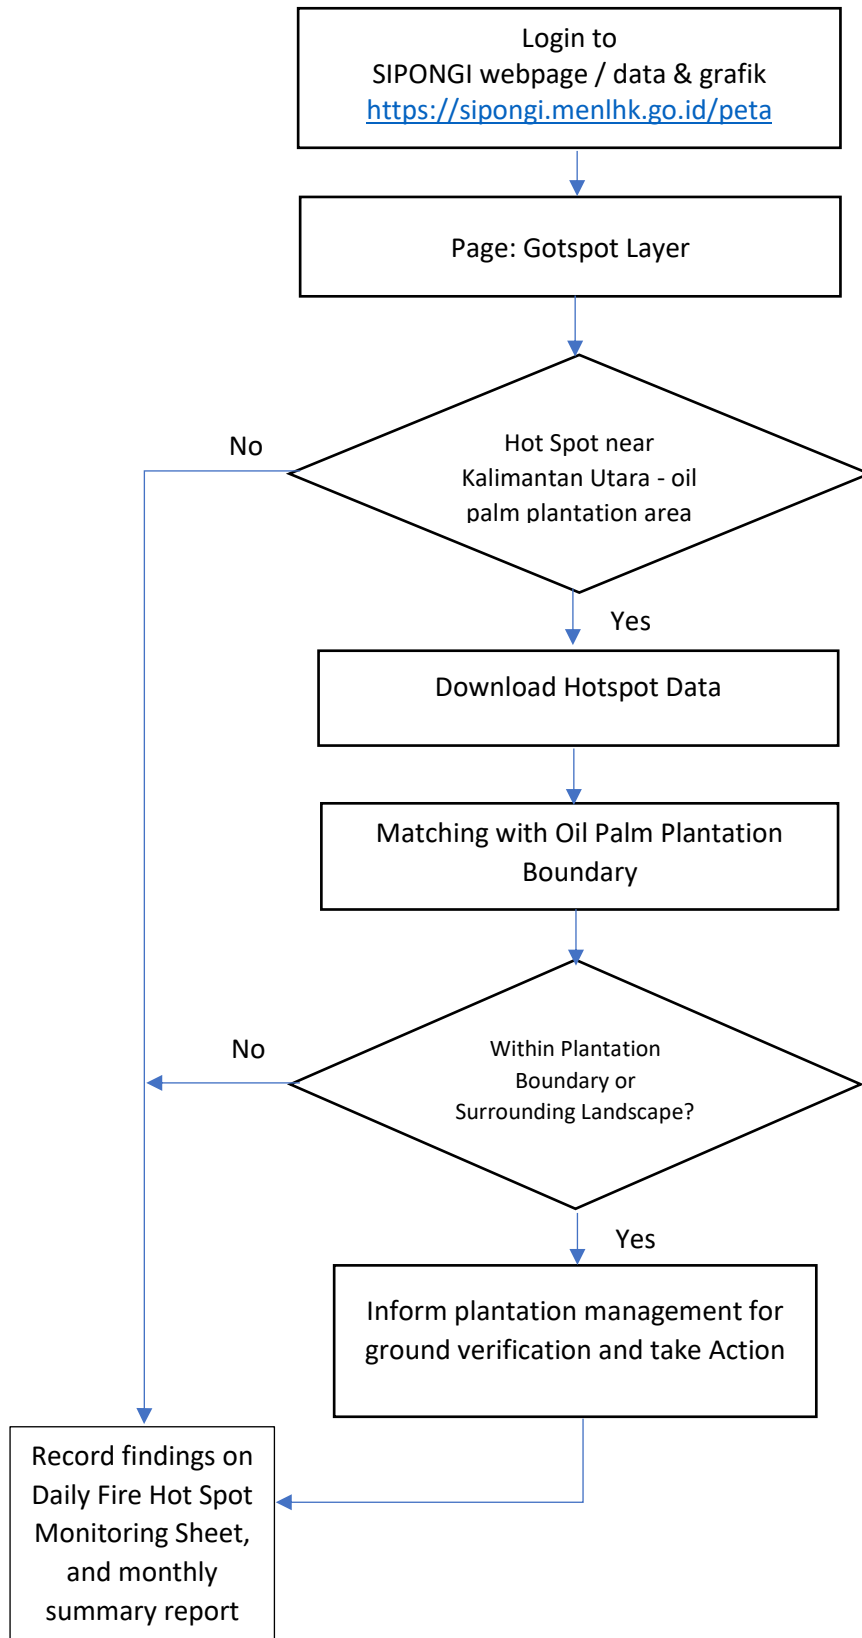 Login to
SIPONGI webpage / data & grafik
https://sipongi.menlhk.go.id/peta
Page: Gotspot Layer
No
Hot Spot near
Kalimantan Utara - oil
palm plantation area
Yes
Download Hotspot Data
Matching with Oil Palm Plantation
Boundary
No
Within Plantation
Boundary or
Surrounding Landscape?
Yes
Inform plantation management for
ground verification and take Action
Record findings on
Daily Fire Hot Spot
Monitoring Sheet,
and monthly
summary report